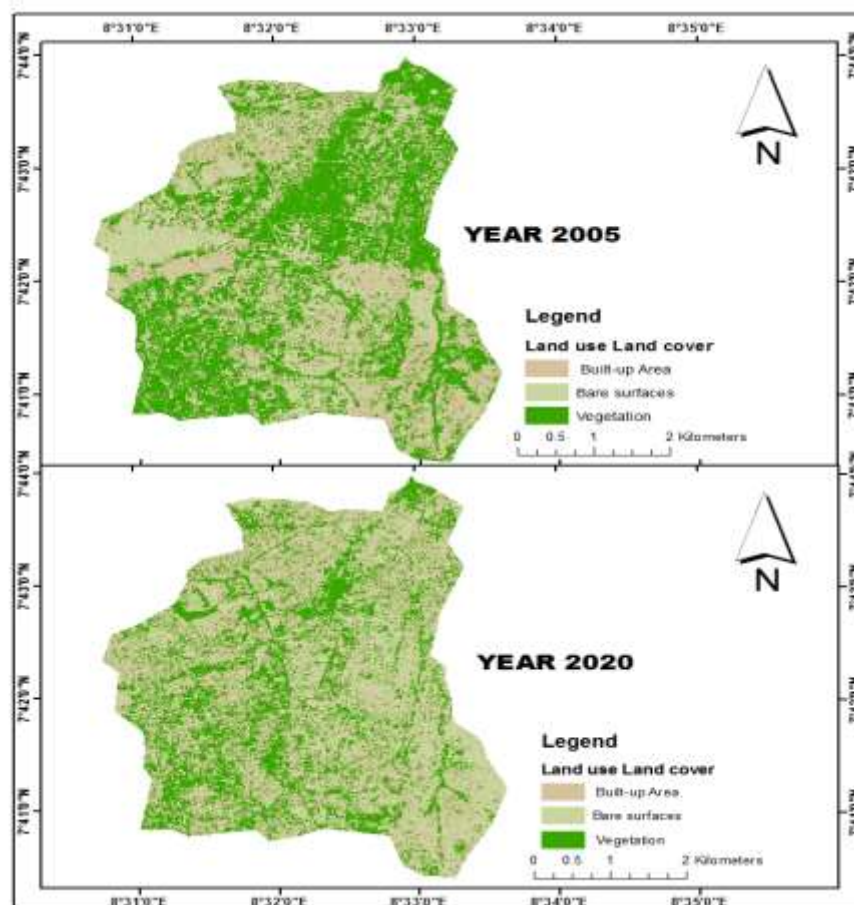 8°31'0"E 8°32'0"E 8°33'0"E 8°34'0"E 8°35'0"E
7°44'0"N
7°43'0"N
7°42'0"N
7°41'0"N
N
YEAR 2005
Legend
Land use Land cover
Built-up Area
Bare surfaces
Vegetation
0 0.5 1 2 Kilometers
7°44'0"N
7°43'0"N
7°42'0"N
7°41'0"N
N
YEAR 2020
Legend
Land use Land cover
Built-up Area
Bare surfaces
Vegetation
0 0.5 1 2 Kilometers
8°31'0"E 8°32'0"E 8°33'0"E 8°34'0"E 8°35'0"E